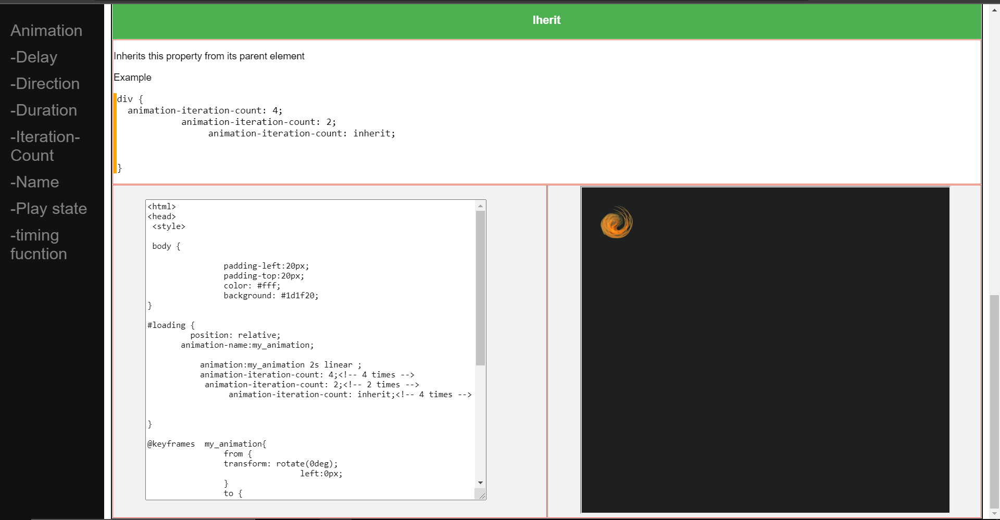 Animation
-Delay
-Direction
-Duration
-Iteration-
Count
-Name
-Play state
-timing
fucntion
Iherit
Inherits this property from its parent element
Example
div {
animation-iteration-count: 4;
animation-iteration-count: 2;
animation-iteration-count: inherit;
}
<html>
<head>
<style>
body {
padding-left:20px;
padding-top:20px;
color: #fff;
background: #1d1f20;
}
#loading {
position: relative;
animation-name:my_animation;
animation:my_animation 2s linear ;
animation-iteration-count: 4;<!-- 4 times -->
animation-iteration-count: 2;<!-- 2 times -->
animation-iteration-count: inherit;<!-- 4 times -->
}
@keyframes  my_animation{
from {
transform: rotate(0deg);
left:0px;
}
to {